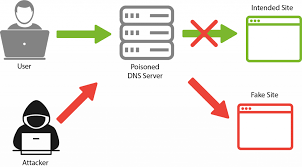 Intended Site
User
Poisoned
DNS Server
Fake Site
Attacker